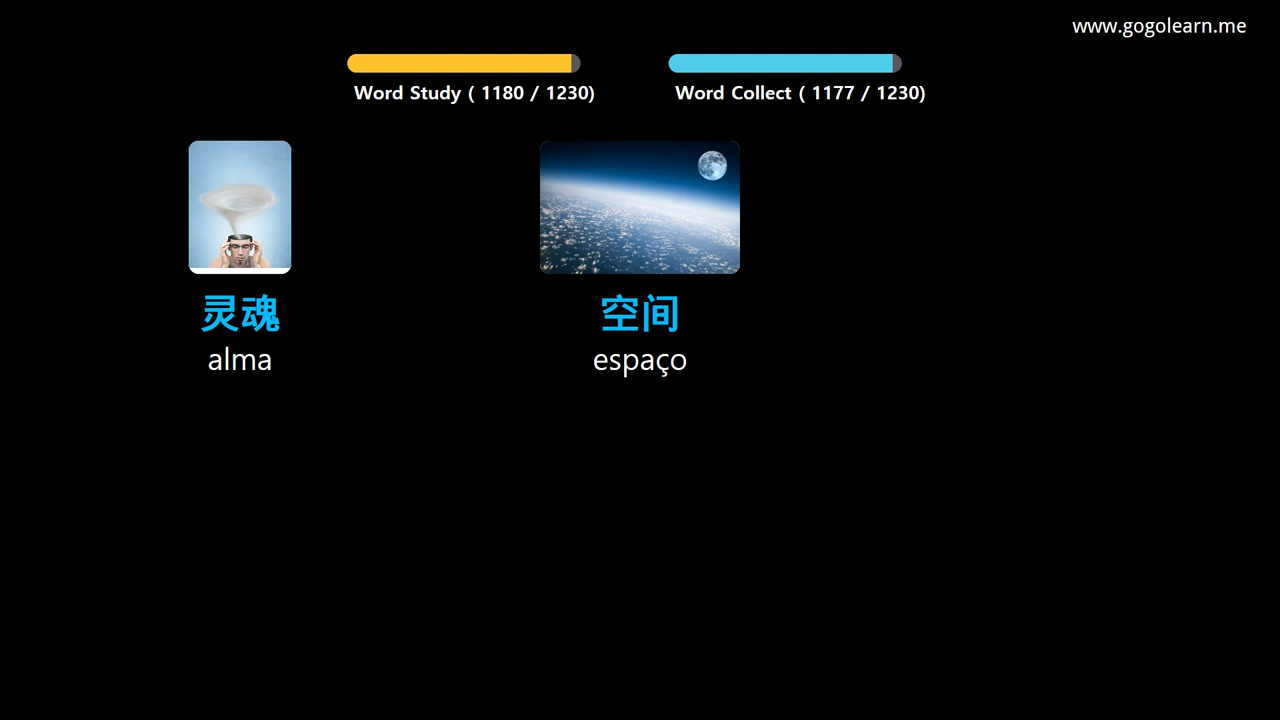 www.gogolearn.me
Word Study ( 1180 / 1230)
Word Collect ( 1177 / 1230)
灵魂
alma
空间
espaço